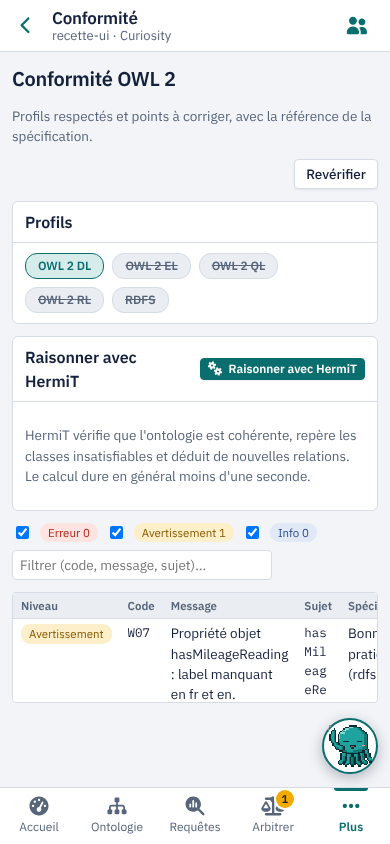 Conformité
recette-ui · Curiosity
Conformité OWL 2
Profils respectés et points à corriger, avec la référence de la
spécification.
Revérifier
Profils
OWL 2 DL
OWL 2 EL
OWL 2 QL
OWL 2 RL
RDFS
Raisonner avec
HermiT
Raisonner avec HermiT
HermiT vérifie que l'ontologie est cohérente, repère les
classes insatisfiables et déduit de nouvelles relations.
Le calcul dure en général moins d'une seconde.
Erreur 0
Avertissement 1
Info 0
Filtrer (code, message, sujet)...
Niveau Code Message Sujet Spéci
Avertissement W07 Propriété objet has Bonn
hasMileageReading Mil prati
: label manquant eag (rdfs
en fr et en. eRe
1
Accueil Ontologie Requêtes Arbitrer Plus